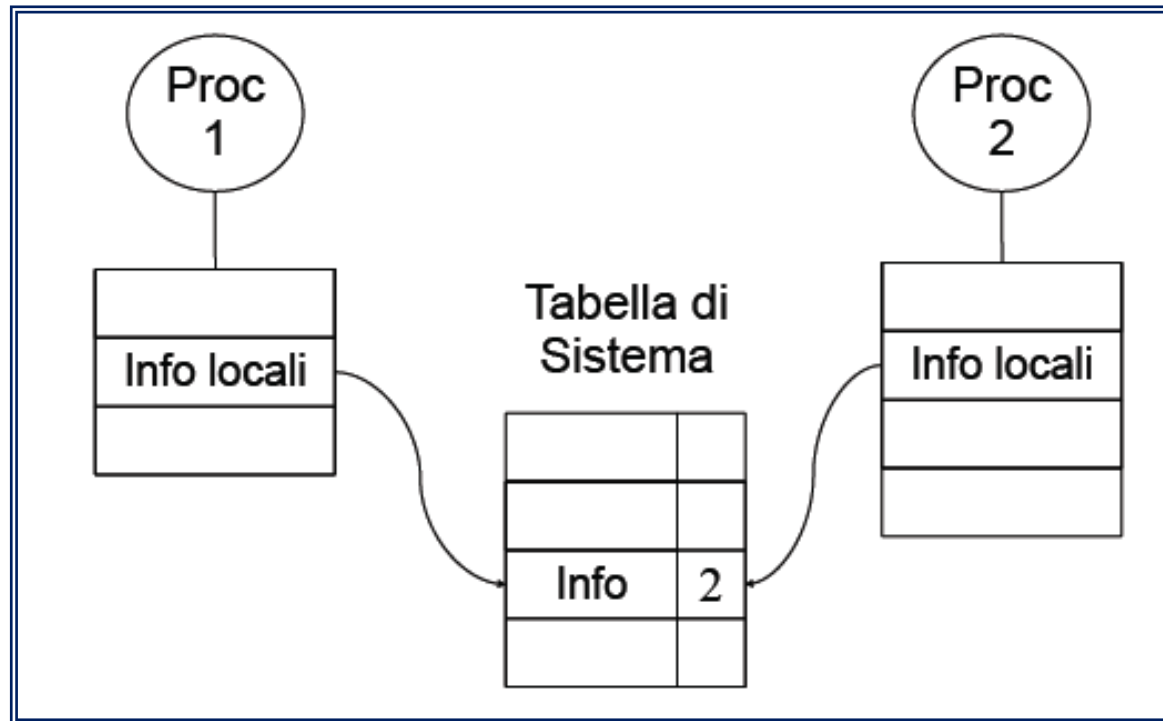 Proc
1
Proc
2
Info locali
Tabella di
Sistema
Info locali
Info
2